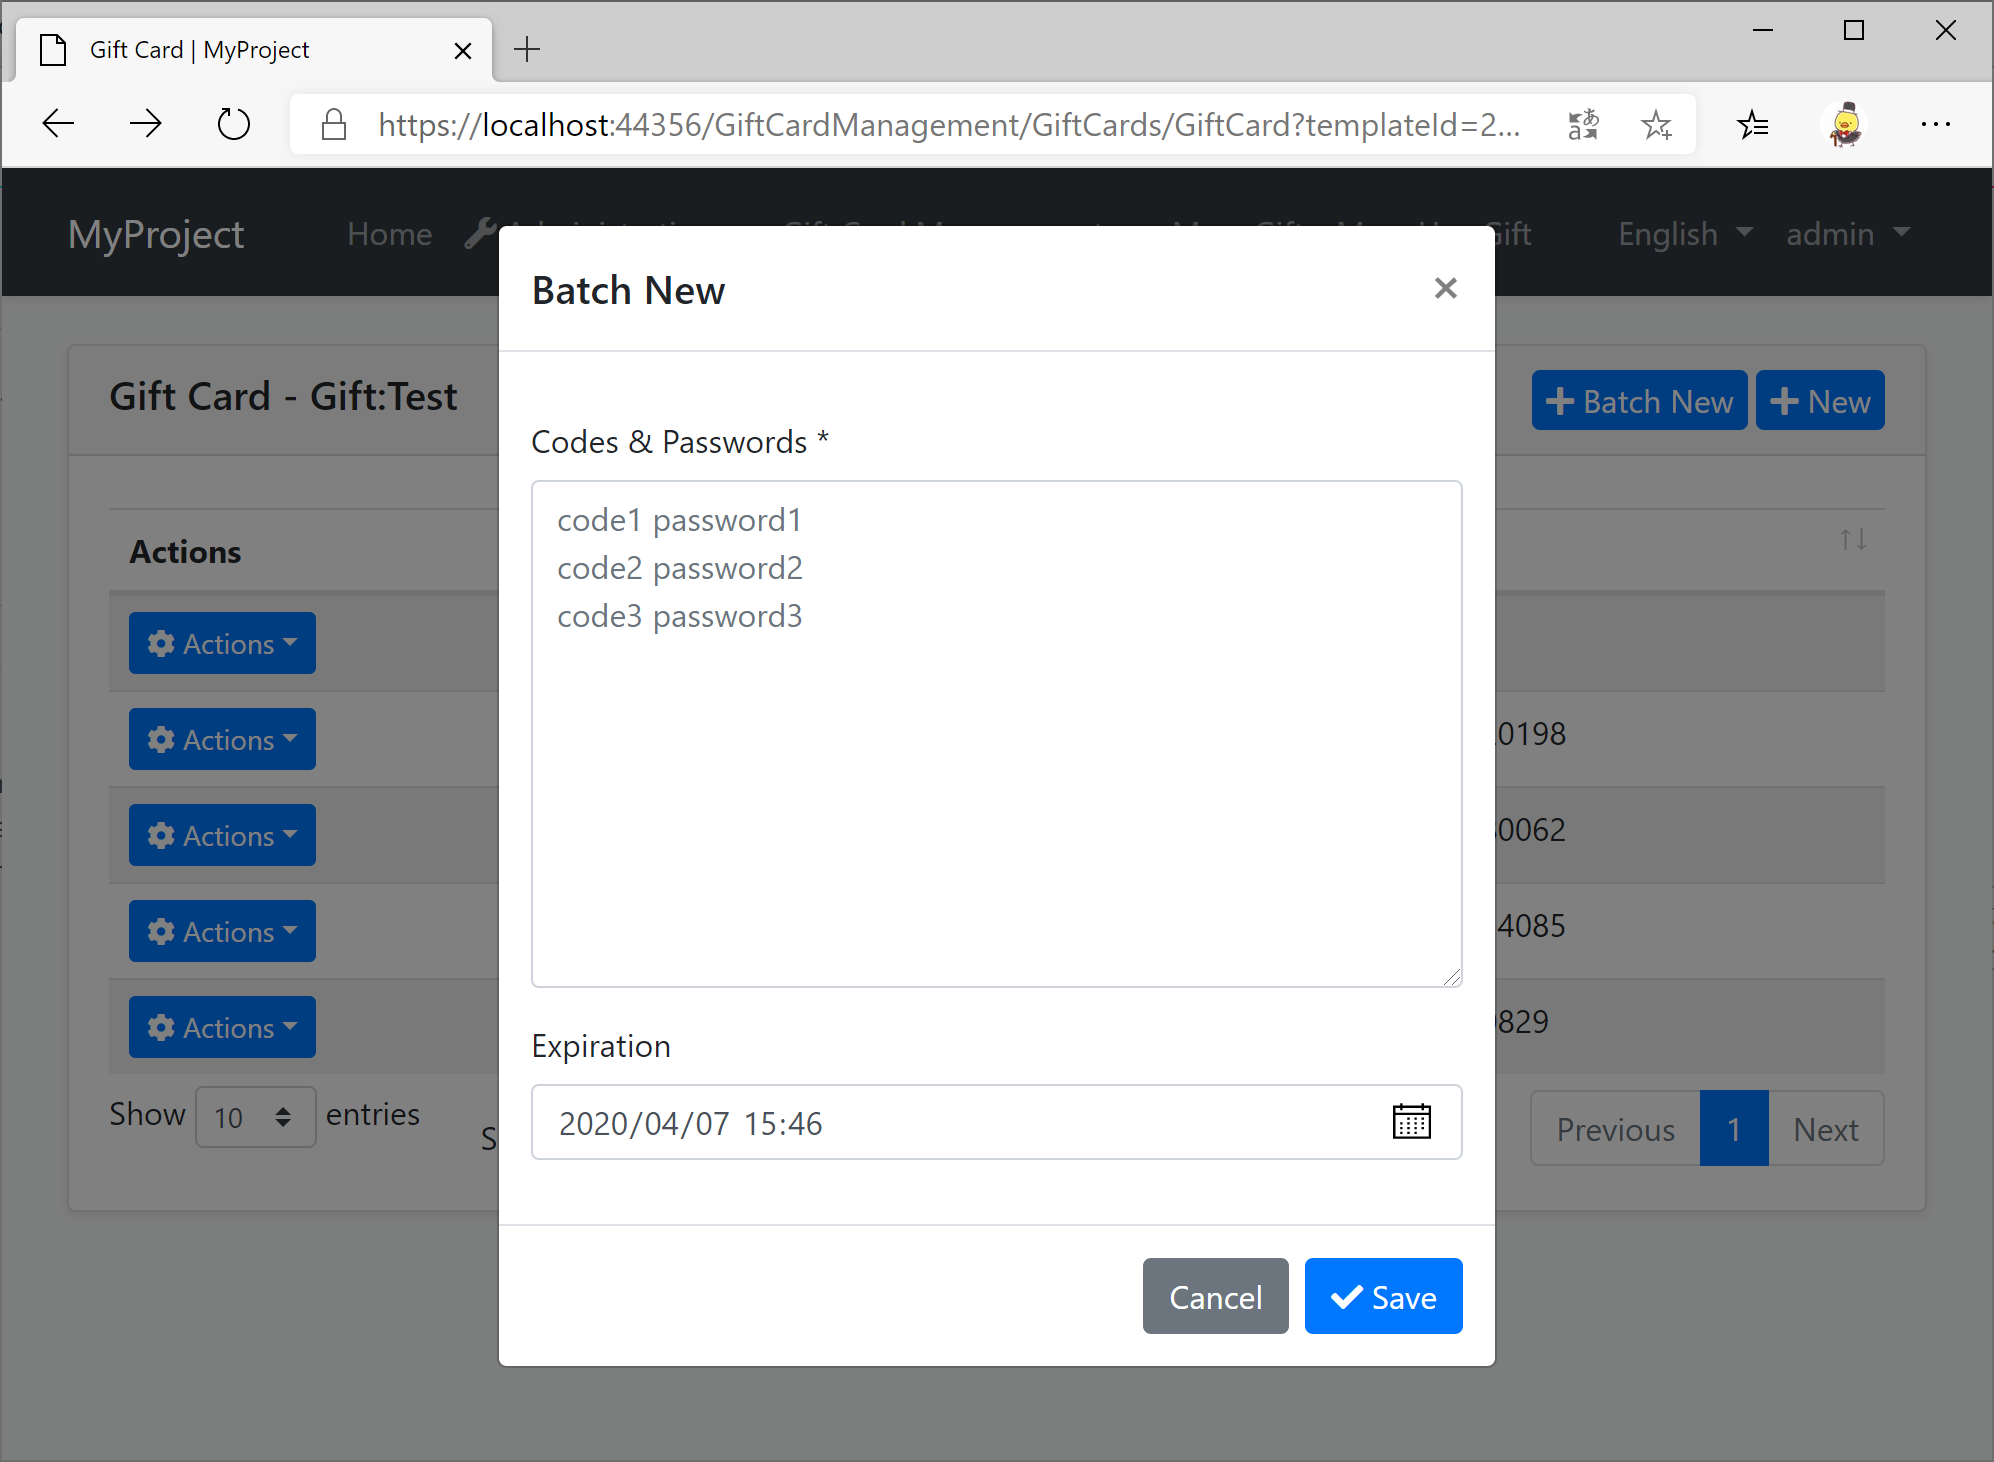 Gift Card | MyProject
https://localhost:44356/GiftCardManagement/GiftCards/GiftCard?templateId=2...
MyProject Home Gift English admin
Batch New
Gift Card - Gift:Test
Batch New New
Codes & Passwords *
code1 password1
code2 password2
code3 password3
Actions
Actions
Actions 0198
Actions 0062
Actions 4085
Actions 829
Expiration
2020/04/07 15:46
Show 10 entries
Previous 1 Next
Cancel Save